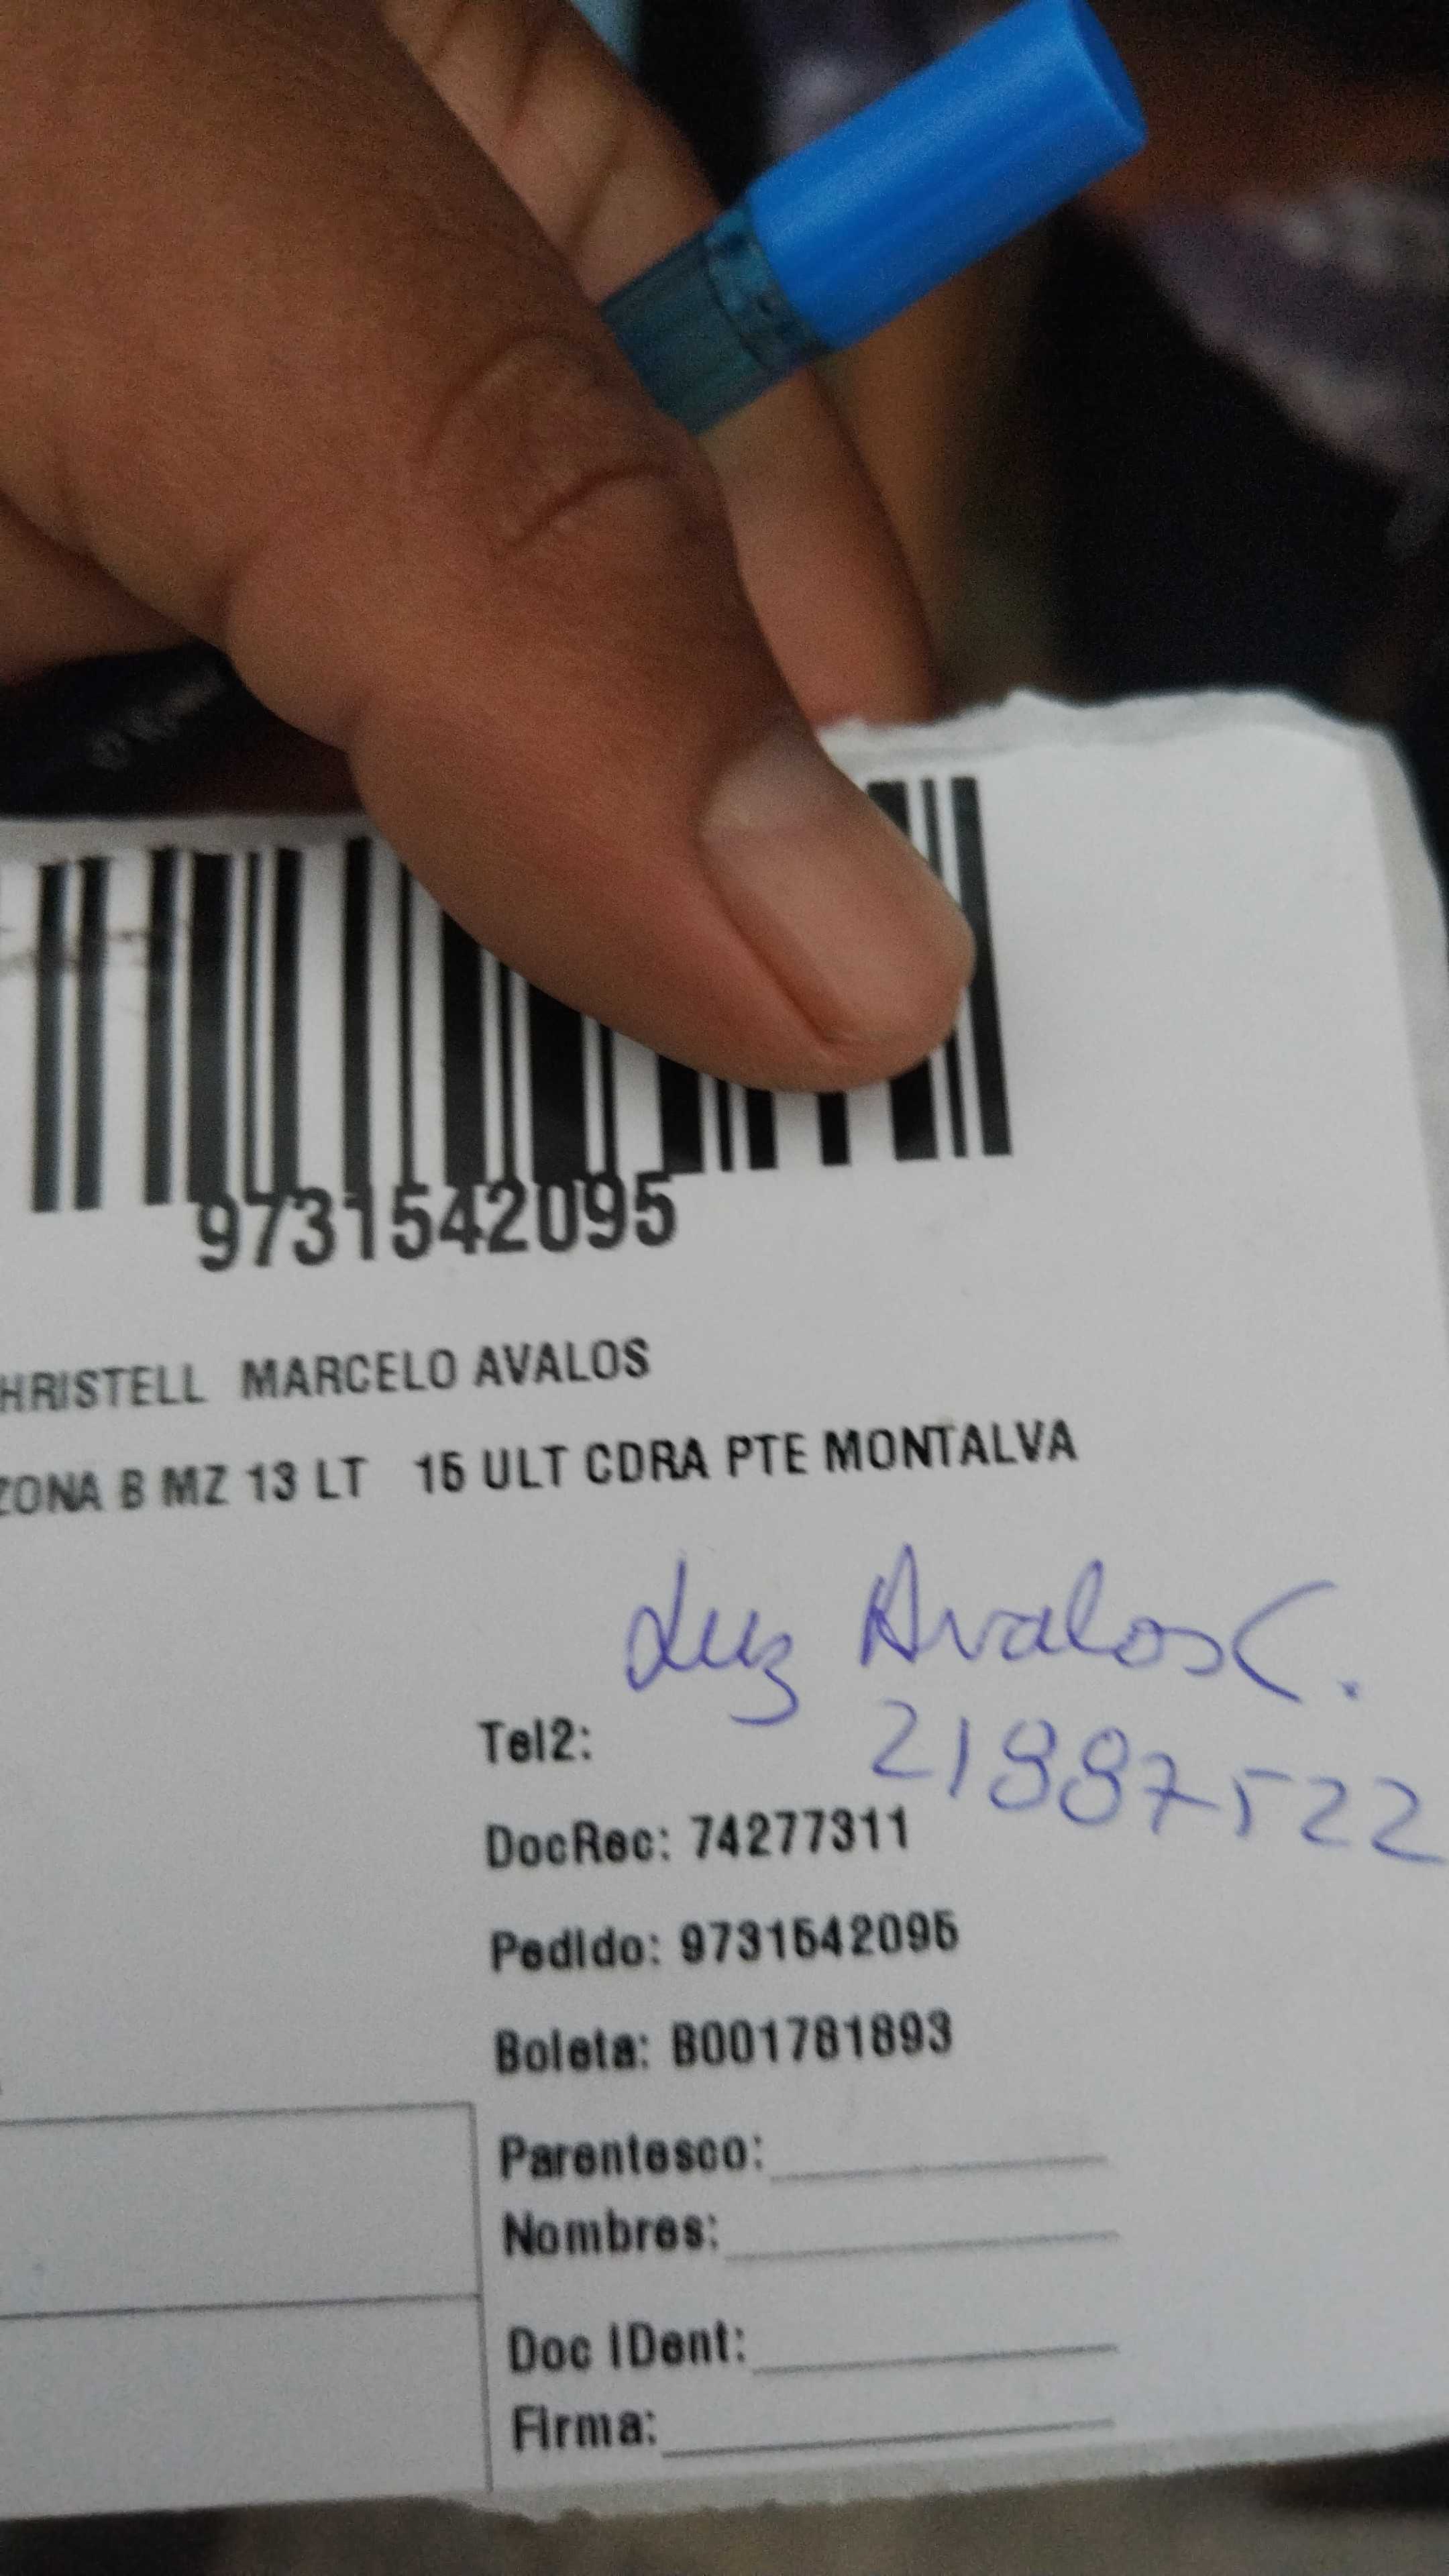 9731542095
HRISTELL MARCELO AVALOS
ZONA B MZ 13 LT 15 ULT CDRA PTE MONTALVA
Luz Avalos C.
21887522
Tel2:
DocRec: 74277311
Pedido: 9731542095
Boleta: B001781893
Parentesco:
Nombres:
Doc IDent:
Firma: